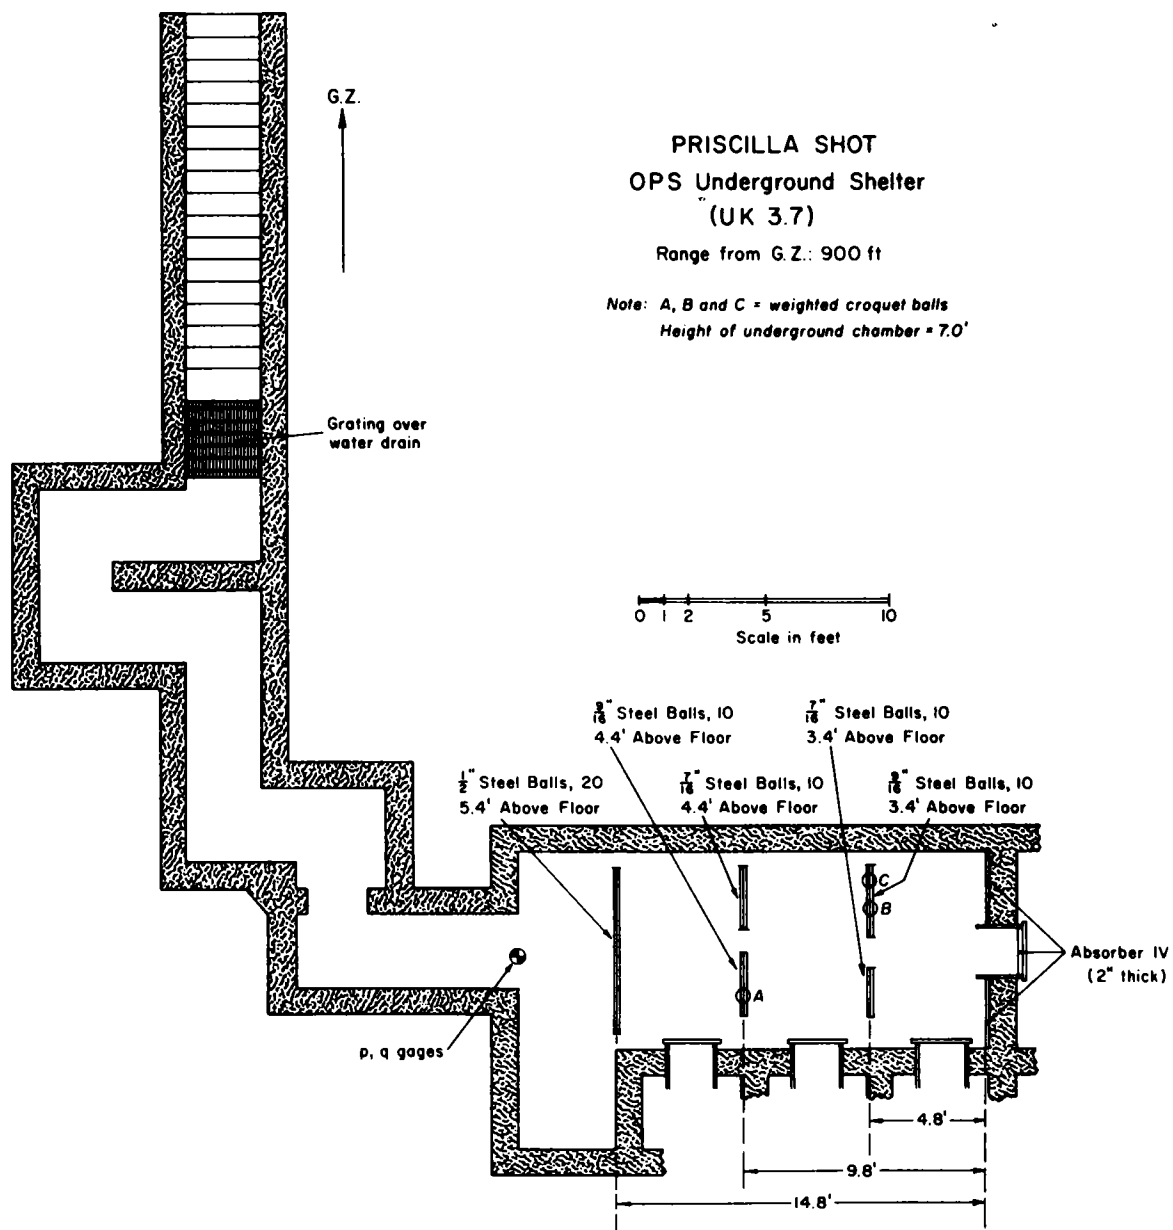 G.Z.
PRISCILLA SHOT
OPS Underground Shelter
(UK 3.7)
Range from G.Z.: 900 ft
Note: A, B and C = weighted croquet balls
Height of underground chamber = 7.0'
Grating over
water drain
0 1 2 5 10
Scale in feet
9/16" Steel Balls, 10
4.4' Above Floor
7/16" Steel Balls, 10
3.4' Above Floor
1/2" Steel Balls, 20
5.4' Above Floor
7/16" Steel Balls, 10
4.4' Above Floor
9/16" Steel Balls, 10
3.4' Above Floor
C
B
A
Absorber IV
(2" thick)
p, q gages
4.8'
9.8'
14.8'